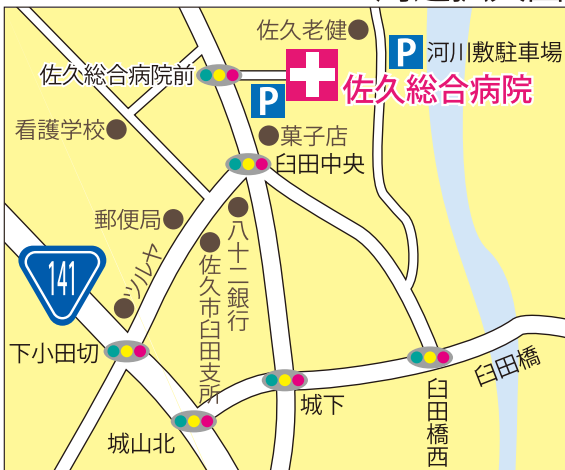 佐久老健
P
河川敷駐車場
佐久総合病院前
佐久総合病院
P
看護学校
菓子店
臼田中央
郵便局
八十二銀行
141
ツルヤ
佐久市臼田支所
下小田切
臼田橋
城下
臼田橋西
城山北